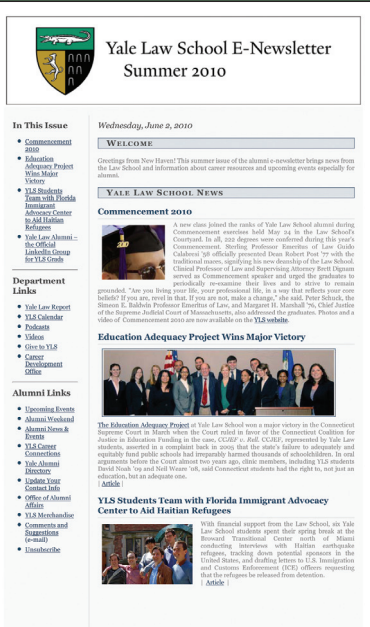 Yale Law School E-Newsletter
Summer 2010
In This Issue
Commencement
2010
Education
Adequacy Project
Wins Major
Victory
YLS Students
Team with Florida
Immigrant
Advocacy Center
to Aid Haitian
Refugees
Yale Law Alumni –
the Official
LinkedIn Group
for YLS Grads
Department
Links
Yale Law Report
YLS Calendar
Podcasts
Videos
Give to YLS
Career
Development
Office
Alumni Links
Upcoming Events
Alumni Weekend
Alumni News &
Events
YLS Career
Connections
Yale Alumni
Directory
Update Your
Contact Info
Office of Alumni
Affairs
YLS Merchandise
Comments and
Suggestions
(e-mail)
Unsubscribe
Wednesday, June 2, 2010
WELCOME
Greetings from New Haven! This summer issue of the alumni e-newsletter brings news from
the Law School and information about career resources and upcoming events especially for
alumni.
YALE LAW SCHOOL NEWS
Commencement 2010
A new class joined the ranks of Yale Law School alumni during
Commencement exercises held May 24 in the Law School's
Courtyard. In all, 222 degrees were conferred during this year's
Commencement. Sterling Professor Emeritus of Law Guido
Calabresi '58 officially presented Dean Robert Post '77 with the
traditional maces, signifying his new deanship of the Law School.
Clinical Professor of Law and Supervising Attorney Brett Dignam
served as Commencement speaker and urged the graduates to
periodically re-examine their lives and to strive to remain
grounded. "Are you living your life, your professional life, in a way that reflects your core
beliefs? If you are, revel in that. If you are not, make a change," she said. Peter Schuck, the
Simeon E. Baldwin Professor Emeritus of Law, and Margaret H. Marshall '76, Chief Justice
of the Supreme Judicial Court of Massachusetts, also addressed the graduates. Photos and a
video of Commencement 2010 are now available on the YLS website.
Education Adequacy Project Wins Major Victory
The Education Adequacy Project at Yale Law School won a major victory in the Connecticut
Supreme Court in March when the Court ruled in favor of the Connecticut Coalition for
Justice in Education Funding in the case, CCJEF v. Rell. CCJEF, represented by Yale Law
students, asserted in a complaint back in 2005 that the state's failure to adequately and
equitably fund public schools had irreparably harmed thousands of schoolchildren. In oral
arguments before the Court almost two years ago, clinic members, including YLS students
David Noah '09 and Neil Weare '08, said Connecticut students had the right to, not just an
education, but an adequate one.
| Article |
YLS Students Team with Florida Immigrant Advocacy
Center to Aid Haitian Refugees
With financial support from the Law School, six Yale
Law School students spent their spring break at the
Broward Transitional Center north of Miami
conducting interviews with Haitian earthquake
refugees, tracking down potential sponsors in the
United States, and drafting letters to U.S. Immigration
and Customs Enforcement (ICE) officers requesting
that the refugees be released from detention.
| Article |